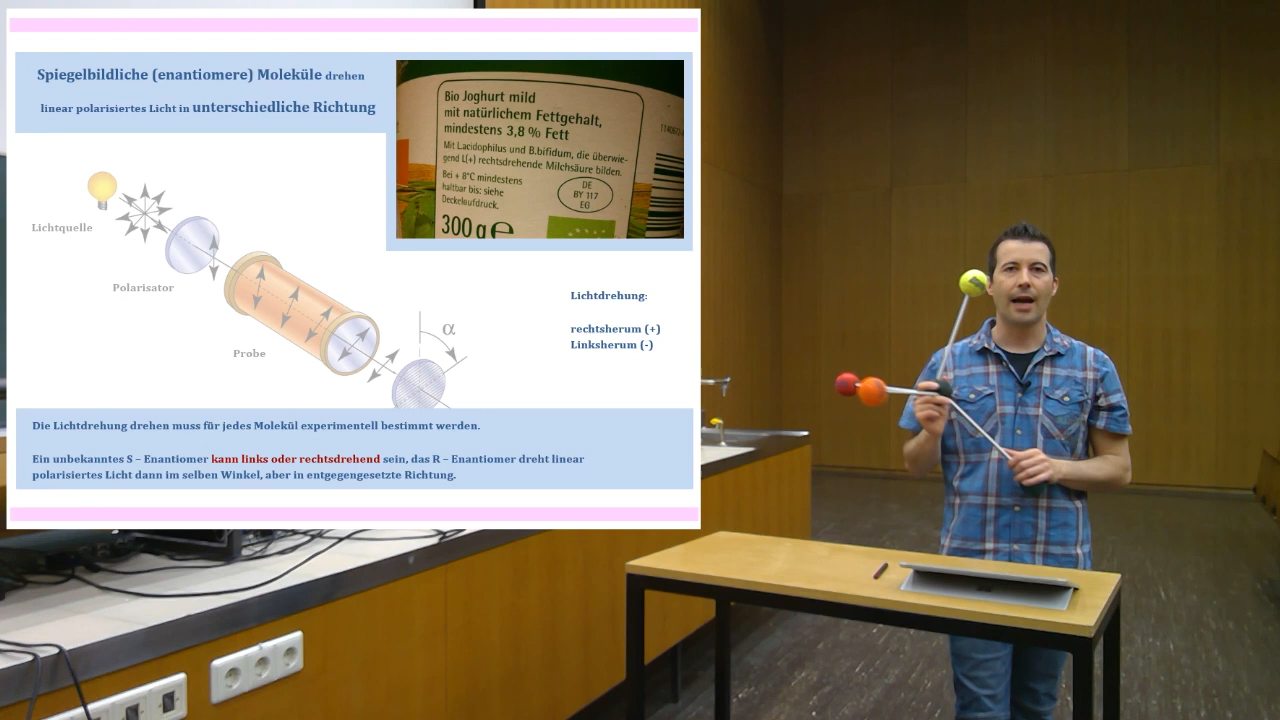 Spiegelbildliche (enantiomere) Moleküle drehen
linear polarisiertes Licht in unterschiedliche Richtung
Bio Joghurt mild
mit natürlichem Fettgehalt,
mindestens 3,8 % Fett
Mit Lacidophilus und B.bifidum, die überwie-
gend L(+) rechtsdrehende Milchsäure bilden.
Bei + 8°C mindestens
haltbar bis: siehe
Deckelaufdruck.
DE
BY 117
EG
300 g e
Lichtquelle
Polarisator
Probe
α
Lichtdrehung:
rechtsherum (+)
Linksherum (-)
Die Lichtdrehung drehen muss für jedes Molekül experimentell bestimmt werden.
Ein unbekanntes S – Enantiomer kann links oder rechtsdrehend sein, das R – Enantiomer dreht linear
polarisiertes Licht dann im selben Winkel, aber in entgegengesetzte Richtung.